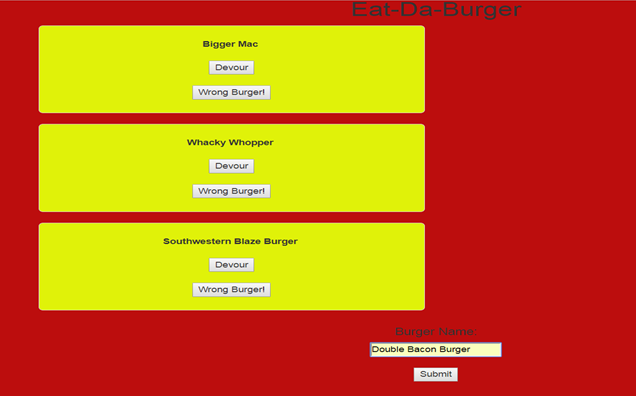 Eat-Da-Burger
Bigger Mac
Devour
Wrong Burger!
Whacky Whopper
Devour
Wrong Burger!
Southwestern Blaze Burger
Devour
Wrong Burger!
Burger Name
Double Bacon Burger
Submit